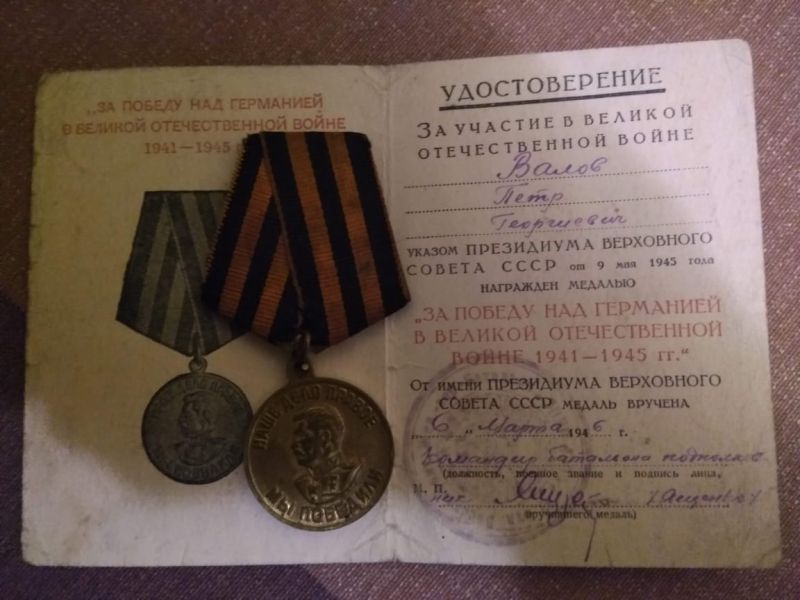 „ЗА ПОБЕДУ НАД ГЕРМАНИЕЙ
В ВЕЛИКОЙ ОТЕЧЕСТВЕННОЙ ВОЙНЕ
1941—1945
НАШЕ ДЕЛО ПРАВОЕ
МЫ ПОБЕДИЛИ
УДОСТОВЕРЕНИЕ
ЗА УЧАСТИЕ В ВЕЛИКОЙ
ОТЕЧЕСТВЕННОЙ ВОЙНЕ
Валов
Петр
Георгиевич
УКАЗОМ ПРЕЗИДИУМА ВЕРХОВНОГО
СОВЕТА СССР от 9 мая 1945 года
НАГРАЖДЕН МЕДАЛЬЮ
„ЗА ПОБЕДУ НАД ГЕРМАНИЕЙ
В ВЕЛИКОЙ ОТЕЧЕСТВЕННОЙ
ВОЙНЕ 1941—1945 гг.“
От имени ПРЕЗИДИУМА ВЕРХОВНОГО
СОВЕТА СССР МЕДАЛЬ ВРУЧЕНА
„6„ Марта 1946 г.
Командир батальона
(должность, военное звание и подпись лица,
М. П.
вручившего медаль)